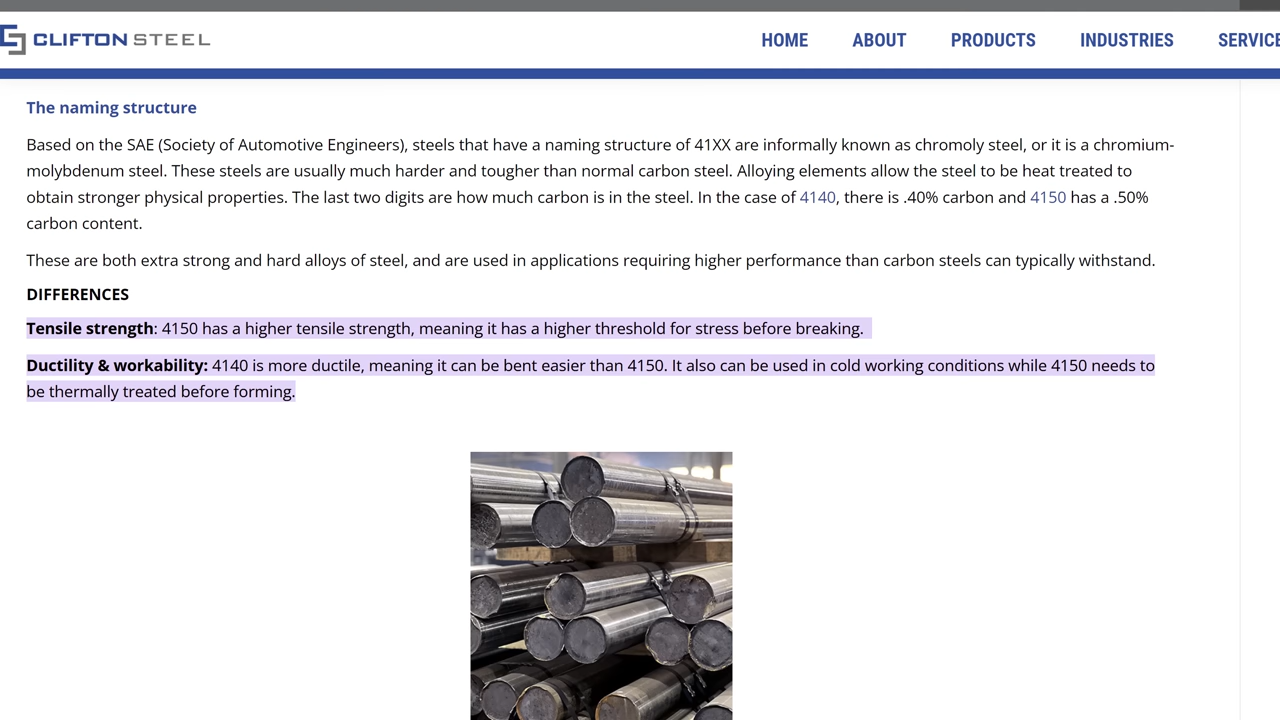 CLIFTON STEEL
HOME ABOUT PRODUCTS INDUSTRIES SERVICE
The naming structure
Based on the SAE (Society of Automotive Engineers), steels that have a naming structure of 41XX are informally known as chromoly steel, or it is a chromium-
molybdenum steel. These steels are usually much harder and tougher than normal carbon steel. Alloying elements allow the steel to be heat treated to
obtain stronger physical properties. The last two digits are how much carbon is in the steel. In the case of 4140, there is .40% carbon and 4150 has a .50%
carbon content.
These are both extra strong and hard alloys of steel, and are used in applications requiring higher performance than carbon steels can typically withstand.
DIFFERENCES
Tensile strength: 4150 has a higher tensile strength, meaning it has a higher threshold for stress before breaking.
Ductility & workability: 4140 is more ductile, meaning it can be bent easier than 4150. It also can be used in cold working conditions while 4150 needs to
be thermally treated before forming.